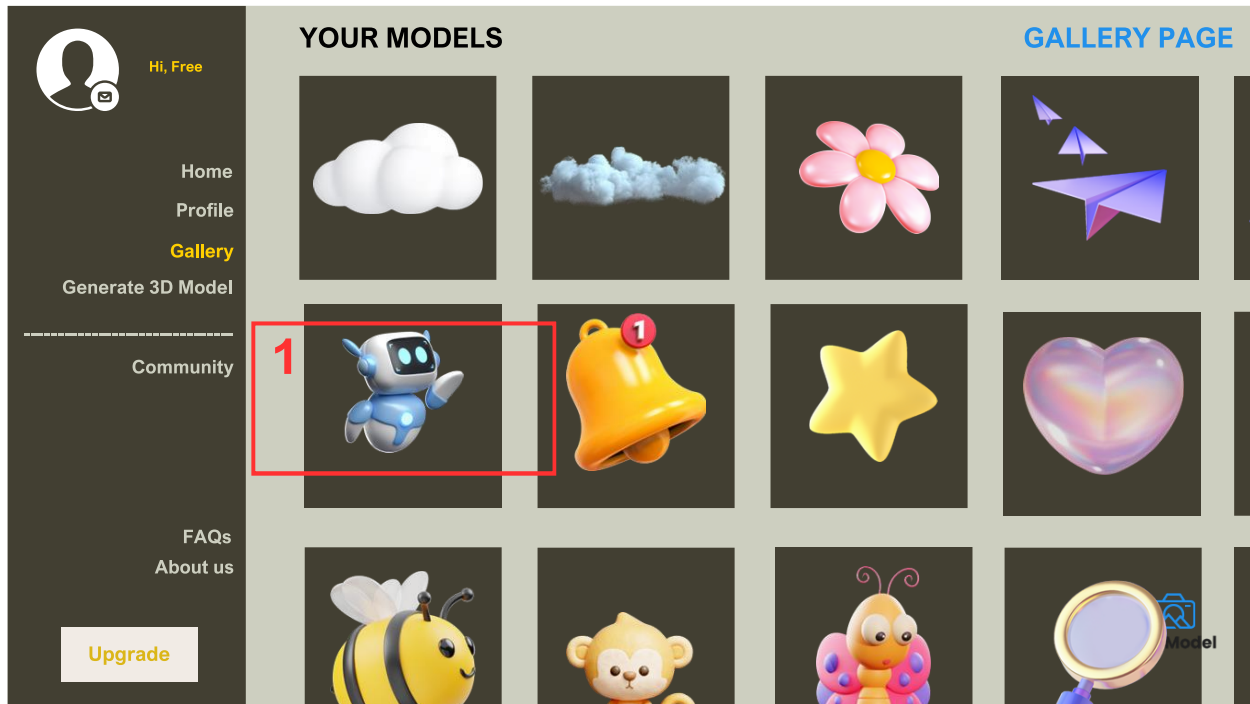 YOUR MODELS
GALLERY PAGE
Hi, Free
Home
Profile
Gallery
Generate 3D Model
Community
FAQs
About us
Upgrade
1
1
Model